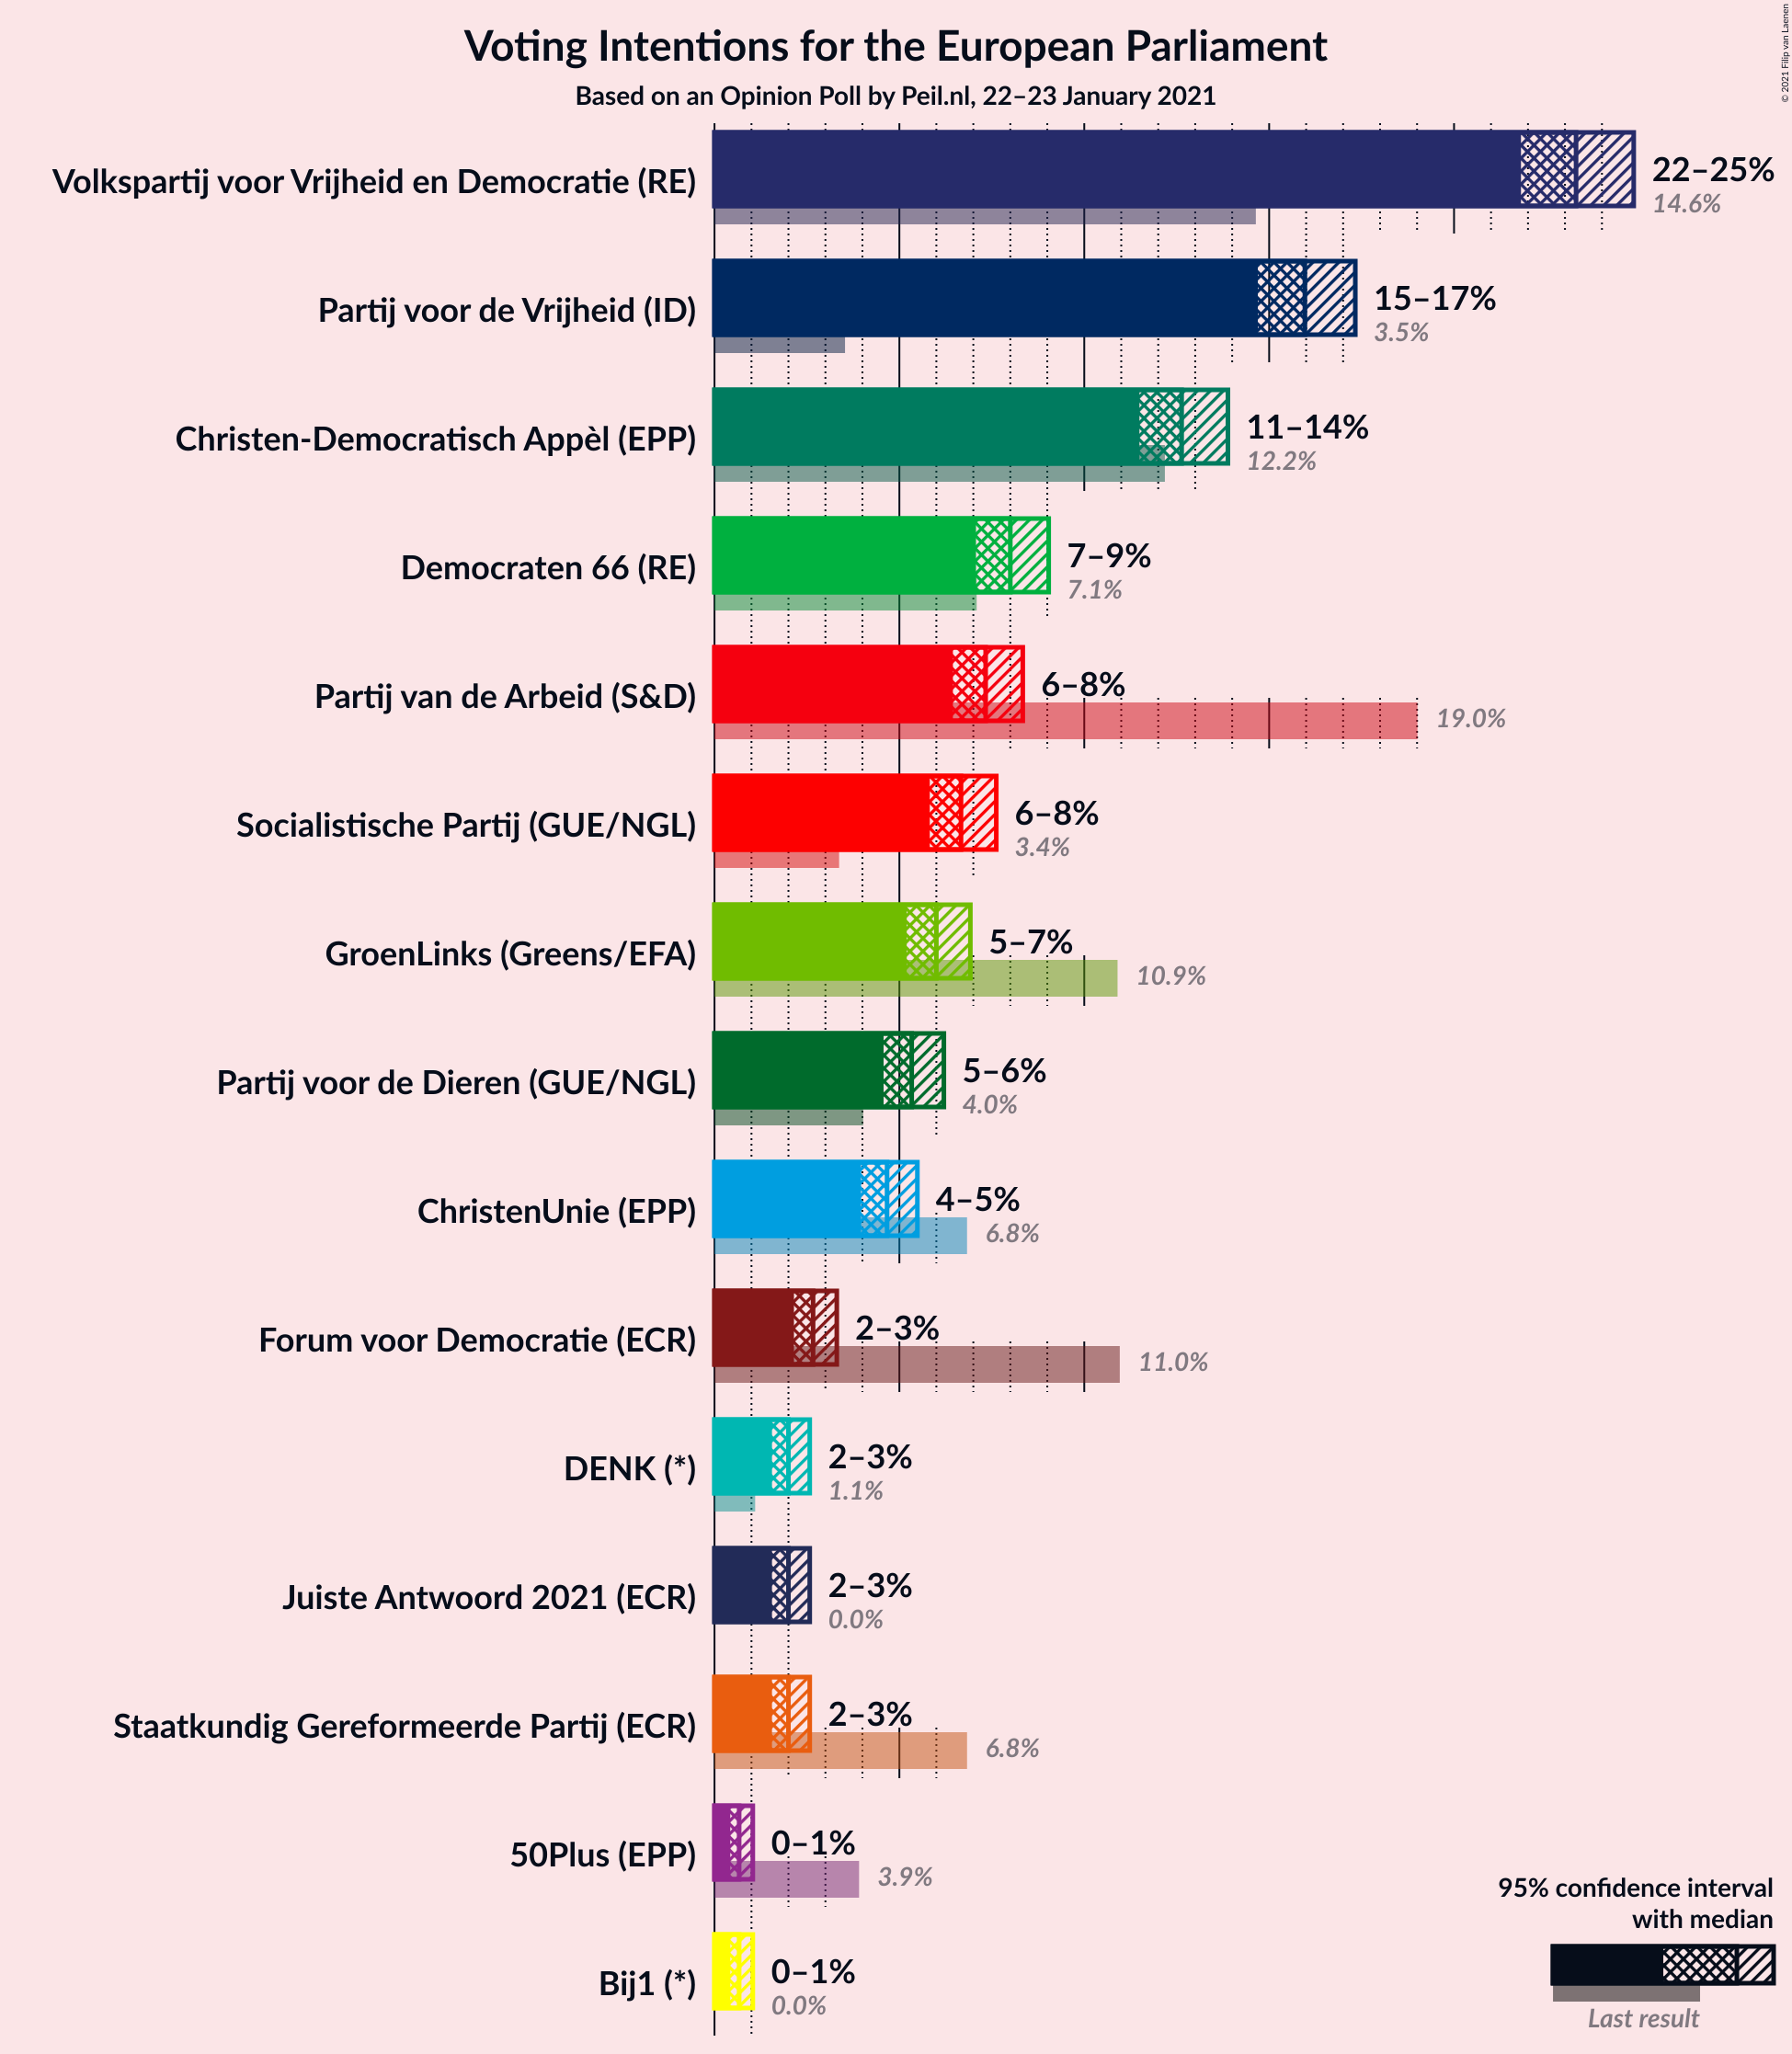 © 2021 Filip van Laenen
Voting Intentions for the European Parliament
Based on an Opinion Poll by Peil.nl, 22–23 January 2021
Volkspartij voor Vrijheid en Democratie (RE)
22–25%
14.6%
Partij voor de Vrijheid (ID)
15–17%
3.5%
Christen-Democratisch Appèl (EPP)
11–14%
12.2%
Democraten 66 (RE)
7–9%
7.1%
Partij van de Arbeid (S&D)
6–8%
19.0%
Socialistische Partij (GUE/NGL)
6–8%
3.4%
GroenLinks (Greens/EFA)
5–7%
10.9%
Partij voor de Dieren (GUE/NGL)
5–6%
4.0%
ChristenUnie (EPP)
4–5%
6.8%
Forum voor Democratie (ECR)
2–3%
11.0%
DENK (*)
2–3%
1.1%
Juiste Antwoord 2021 (ECR)
2–3%
0.0%
Staatkundig Gereformeerde Partij (ECR)
2–3%
6.8%
50Plus (EPP)
0–1%
3.9%
Bij1 (*)
0–1%
0.0%
95% confidence interval
with median
Last result